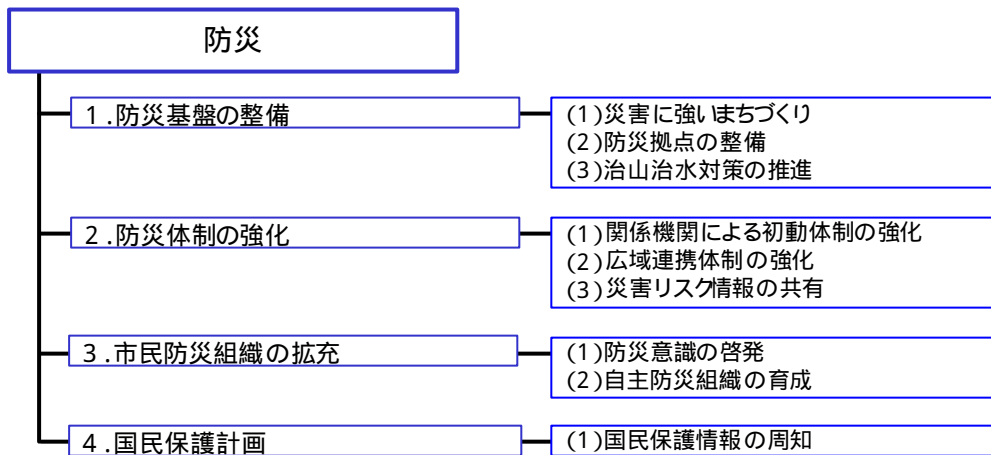 防災
1.防災基盤の整備
(1)災害に強いまちづくり
(2)防災拠点の整備
(3)治山治水対策の推進
2.防災体制の強化
(1)関係機関による初動体制の強化
(2)広域連携体制の強化
(3)災害リスク情報の共有
3.市民防災組織の拡充
(1)防災意識の啓発
(2)自主防災組織の育成
4.国民保護計画
(1)国民保護情報の周知